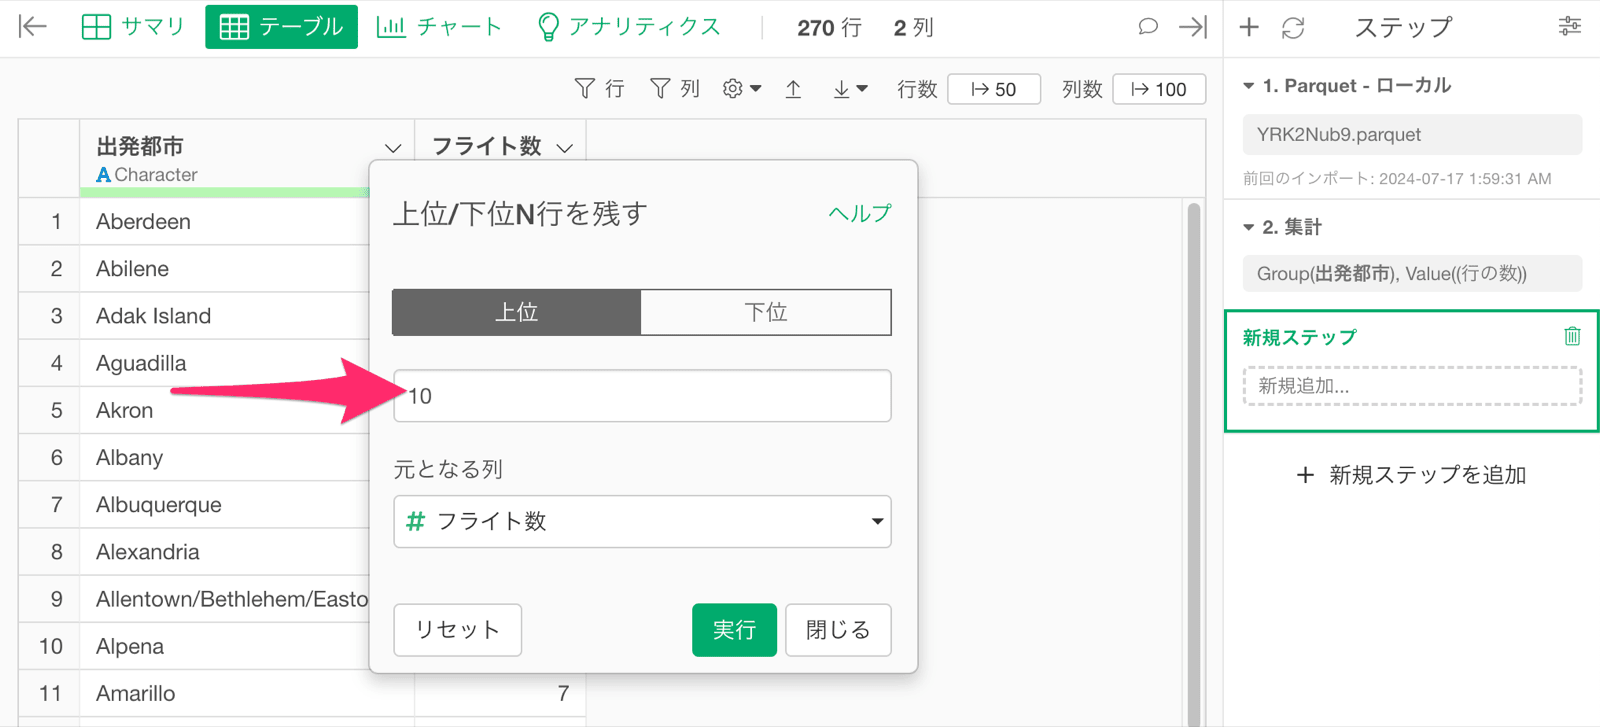 サマリ テーブル チャート アナリティクス 270 行 2 列
行 列 行数 50 列数 100
出発都市 フライト数
A Character
1 Aberdeen
2 Abilene
3 Adak Island
4 Aguadilla
5 Akron
6 Albany
7 Albuquerque
8 Alexandria
9 Allentown/Bethlehem/Easto
10 Alpena
11 Amarillo 7
上位/下位N行を残す ヘルプ
上位 下位
10
元となる列
# フライト数
リセット 実行 閉じる
ステップ
1. Parquet - ローカル
YRK2Nub9.parquet
前回のインポート: 2024-07-17 1:59:31 AM
2. 集計
Group(出発都市), Value((行の数))
新規ステップ
新規追加...
+ 新規ステップを追加